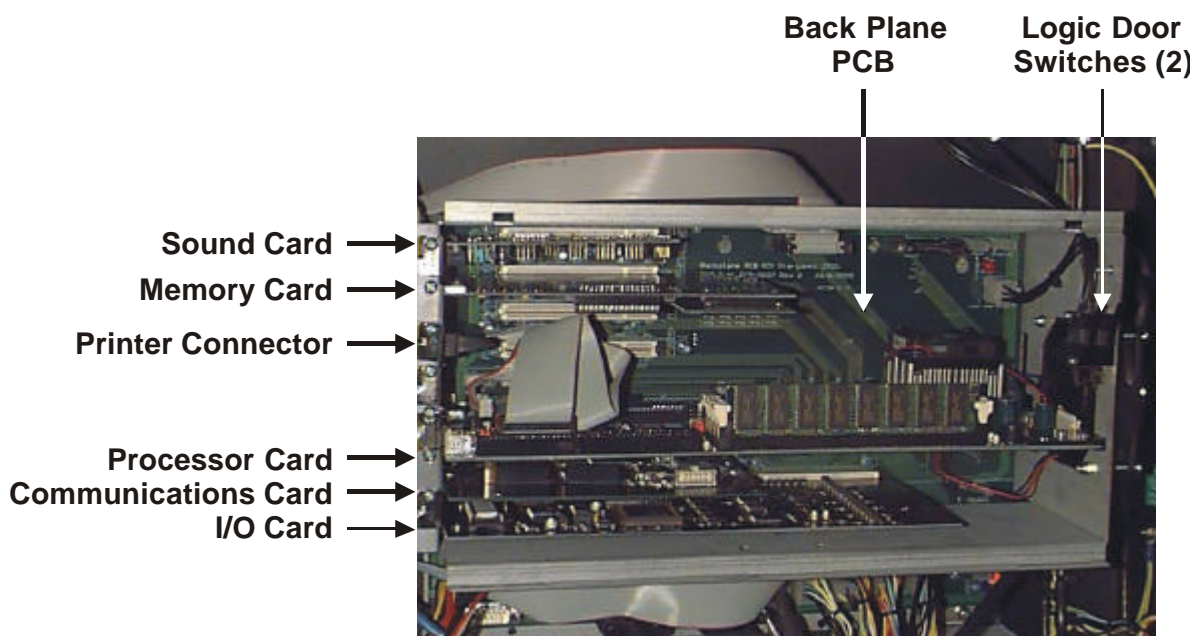 Back Plane
PCB
Logic Door
Switches (2)
Sound Card
Memory Card
Printer Connector
Processor Card
Communications Card
I/O Card